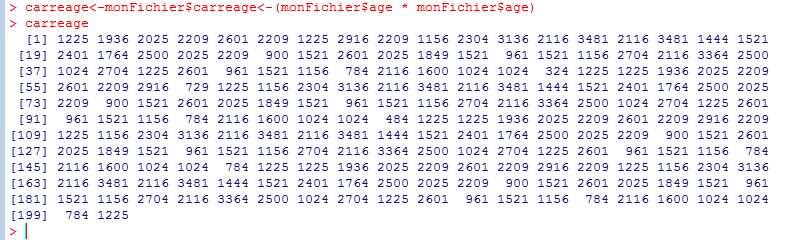 > carreage<-monFichier$carreage<-(monFichier$age * monFichier$age)
> carreage
[1] 1225 1936 2025 2209 2601 2209 1225 2916 2209 1156 2304 3136 2116 3481 2116 3481 1444 1521
[19] 2401 1764 2500 2025 2209 900 1521 2601 2025 1849 1521 961 1521 1156 2704 2116 3364 2500
[37] 1024 2704 1225 2601 961 1521 1156 784 2116 1600 1024 1024 324 1225 1225 1936 2025 2209
[55] 2601 2209 2916 729 1225 1156 2304 3136 2116 3481 2116 3481 1444 1521 2401 1764 2500 2025
[73] 2209 900 1521 2601 2025 1849 1521 961 1521 1156 2704 2116 3364 2500 1024 2704 1225 2601
[91] 961 1521 1156 784 2116 1600 1024 1024 484 1225 1225 1936 2025 2209 2601 2209 2916 2209
[109] 1225 1156 2304 3136 2116 3481 2116 3481 1444 1521 2401 1764 2500 2025 2209 900 1521 2601
[127] 2025 1849 1521 961 1521 1156 2704 2116 3364 2500 1024 2704 1225 2601 961 1521 1156 784
[145] 2116 1600 1024 1024 784 1225 1225 1936 2025 2209 2601 2209 2916 2209 1225 1156 2304 3136
[163] 2116 3481 2116 3481 1444 1521 2401 1764 2500 2025 2209 900 1521 2601 2025 1849 1521 961
[181] 1521 1156 2704 2116 3364 2500 1024 2704 1225 2601 961 1521 1156 784 2116 1600 1024 1024
[199] 784 1225
>